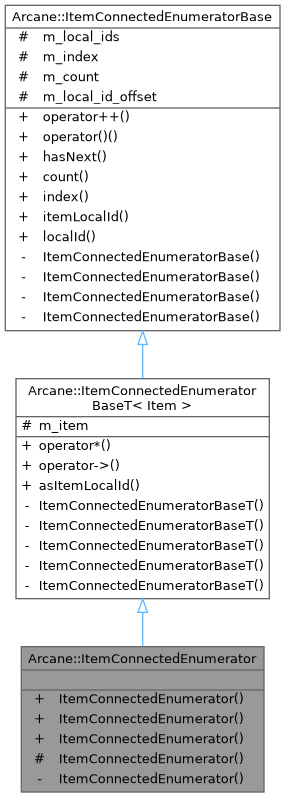 Arcane::ItemConnectedEnumeratorBase
# m_local_ids
# m_index
# m_count
# m_local_id_offset
+ operator++()
+ operator()()
+ hasNext()
+ count()
+ index()
+ itemLocalId()
+ localId()
- ItemConnectedEnumeratorBase()
- ItemConnectedEnumeratorBase()
- ItemConnectedEnumeratorBase()
- ItemConnectedEnumeratorBase()
Arcane::ItemConnectedEnumerator
BaseT< Item >
# m_item
+ operator*()
+ operator->()
+ asItemLocalId()
- ItemConnectedEnumeratorBaseT()
- ItemConnectedEnumeratorBaseT()
- ItemConnectedEnumeratorBaseT()
- ItemConnectedEnumeratorBaseT()
- ItemConnectedEnumeratorBaseT()
Arcane::ItemConnectedEnumerator
+ ItemConnectedEnumerator()
+ ItemConnectedEnumerator()
+ ItemConnectedEnumerator()
# ItemConnectedEnumerator()
- ItemConnectedEnumerator()